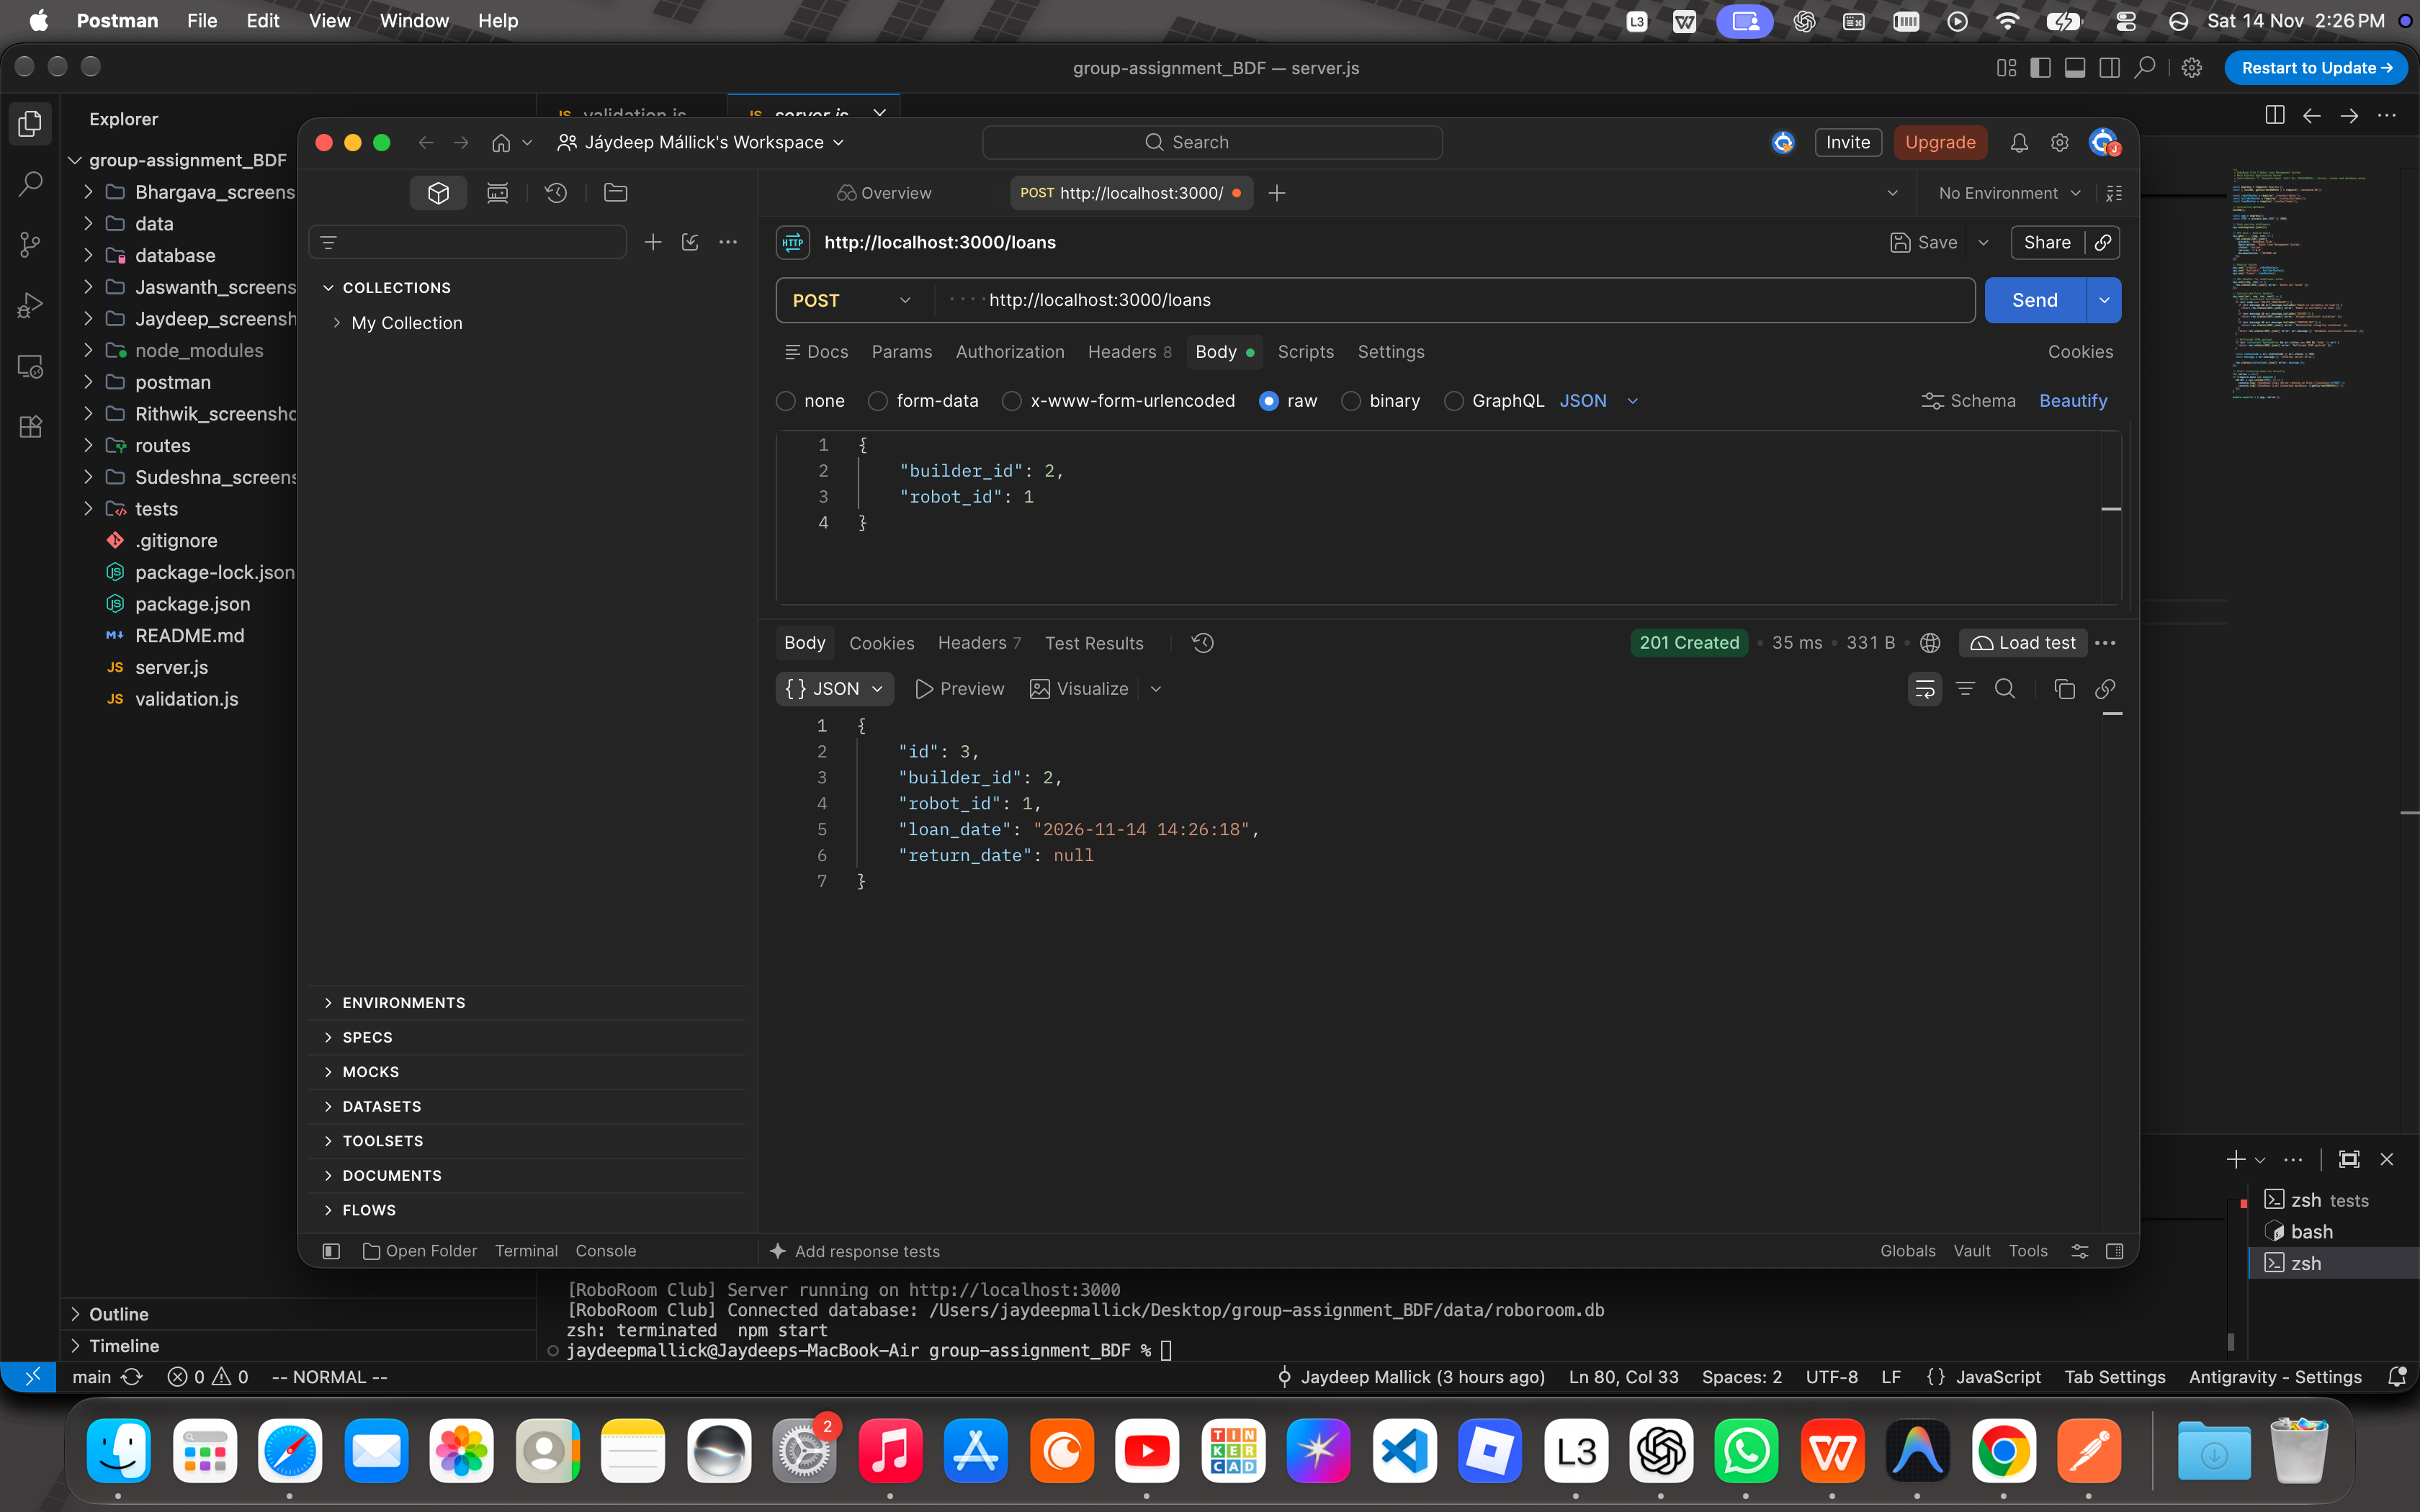 Postman File Edit View Window Help
L3
Sat 14 Nov 2:26 PM
group-assignment_BDF — server.js
Restart to Update →
Explorer
validation.js
server.js
group-assignment_BDF
Bhargava_screens
data
database
Jaswanth_screens
Jaydeep_screensh
node_modules
postman
Rithwik_screensho
routes
Sudeshna_screens
tests
.gitignore
package-lock.json
package.json
README.md
server.js
validation.js
Outline
Timeline
Jáydeep Mállick's Workspace
Search
Invite
Upgrade
Overview
POST http://localhost:3000/
No Environment
HTTP http://localhost:3000/loans
Save
Share
COLLECTIONS
My Collection
POST
http://localhost:3000/loans
Send
Docs Params Authorization Headers 8 Body Scripts Settings
Cookies
none form-data x-www-form-urlencoded raw binary GraphQL JSON
Schema Beautify
1 {
2 "builder_id": 2,
3 "robot_id": 1
4 }
Body Cookies Headers 7 Test Results
201 Created • 35 ms • 331 B
Load test
{} JSON
Preview
Visualize
1 {
2 "id": 3,
3 "builder_id": 2,
4 "robot_id": 1,
5 "loan_date": "2026-11-14 14:26:18",
6 "return_date": null
7 }
ENVIRONMENTS
SPECS
MOCKS
DATASETS
TOOLSETS
DOCUMENTS
FLOWS
Open Folder Terminal Console
Add response tests
Globals Vault Tools
zsh tests
bash
zsh
[RoboRoom Club] Server running on http://localhost:3000
[RoboRoom Club] Connected database: /Users/jaydeepmallick/Desktop/group-assignment_BDF/data/roboroom.db
zsh: terminated npm start
jaydeepmallick@Jaydeeps-MacBook-Air group-assignment_BDF %
main 0 0 -- NORMAL --
Jaydeep Mallick (3 hours ago) Ln 80, Col 33 Spaces: 2 UTF-8 LF {} JavaScript Tab Settings Antigravity - Settings
2
TIN
KER
CAD
L3